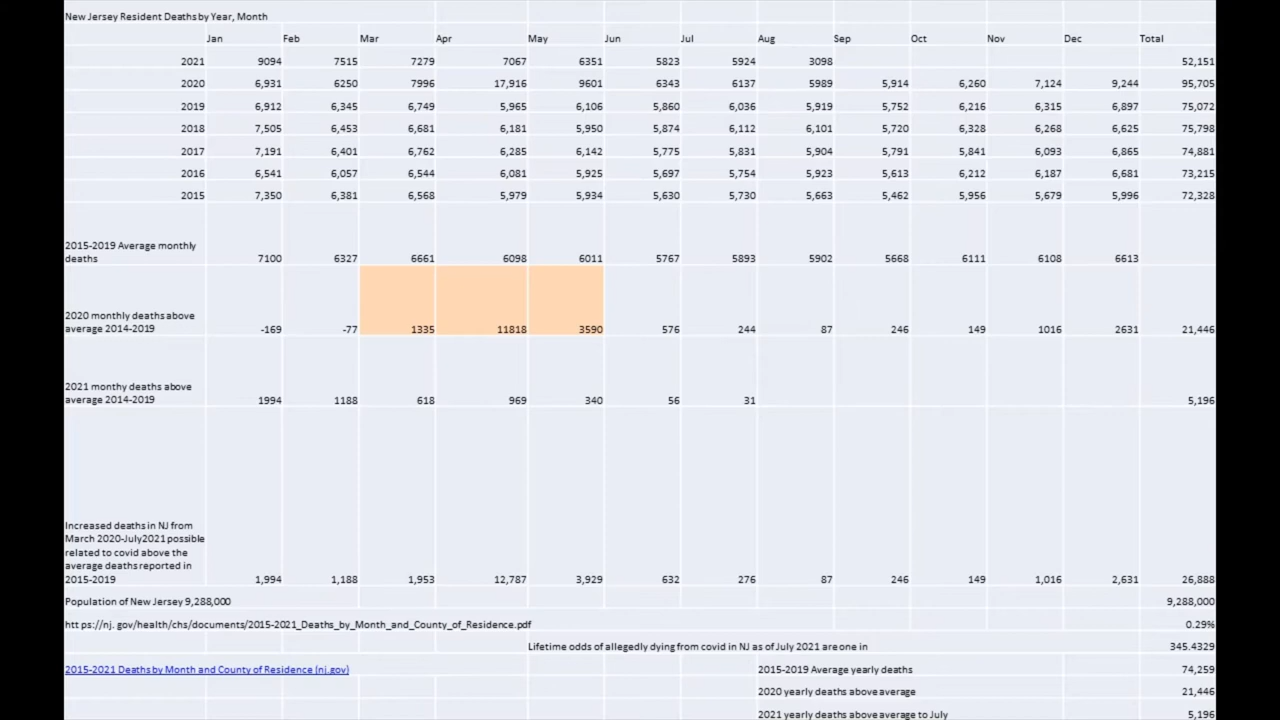 New Jersey Resident Deaths by Year, Month
Jan Feb Mar Apr May Jun Jul Aug Sep Oct Nov Dec Total
2021 9094 7515 7279 7067 6351 5823 5924 3098 52,151
2020 6,931 6250 7996 17,916 9601 6343 6137 5989 5,914 6,260 7,124 9,244 95,705
2019 6,912 6,345 6,749 5,965 6,106 5,860 6,036 5,919 5,752 6,216 6,315 6,897 75,072
2018 7,505 6,453 6,681 6,181 5,950 5,874 6,112 6,101 5,720 6,328 6,268 6,625 75,798
2017 7,191 6,401 6,762 6,285 6,142 5,775 5,831 5,904 5,791 5,841 6,093 6,865 74,881
2016 6,541 6,057 6,544 6,081 5,925 5,697 5,754 5,923 5,613 6,212 6,187 6,681 73,215
2015 7,350 6,381 6,568 5,979 5,934 5,630 5,730 5,663 5,462 5,956 5,679 5,996 72,328
2015-2019 Average monthly
deaths 7100 6327 6661 6098 6011 5767 5893 5902 5668 6111 6108 6613
2020 monthly deaths above
average 2014-2019 -169 -77 1335 11818 3590 576 244 87 246 149 1016 2631 21,446
2021 monthy deaths above
average 2014-2019 1994 1188 618 969 340 56 31 5,196
Increased deaths in NJ from
March 2020-July2021 possible
related to covid above the
average deaths reported in
2015-2019 1,994 1,188 1,953 12,787 3,929 632 276 87 246 149 1,016 2,631 26,888
Population of New Jersey 9,288,000 9,288,000
htt ps://nj. gov/health/chs/documents/2015-2021_Deaths_by_Month_and_County_of_Residence.pdf 0.29%
Lifetime odds of allegedly dying from covid in NJ as of July 2021 are one in 345.4329
2015-2021 Deaths by Month and County of Residence (nj.gov) 2015-2019 Average yearly deaths 74,259
2020 yearly deaths above average 21,446
2021 yearly deaths above average to July 5,196